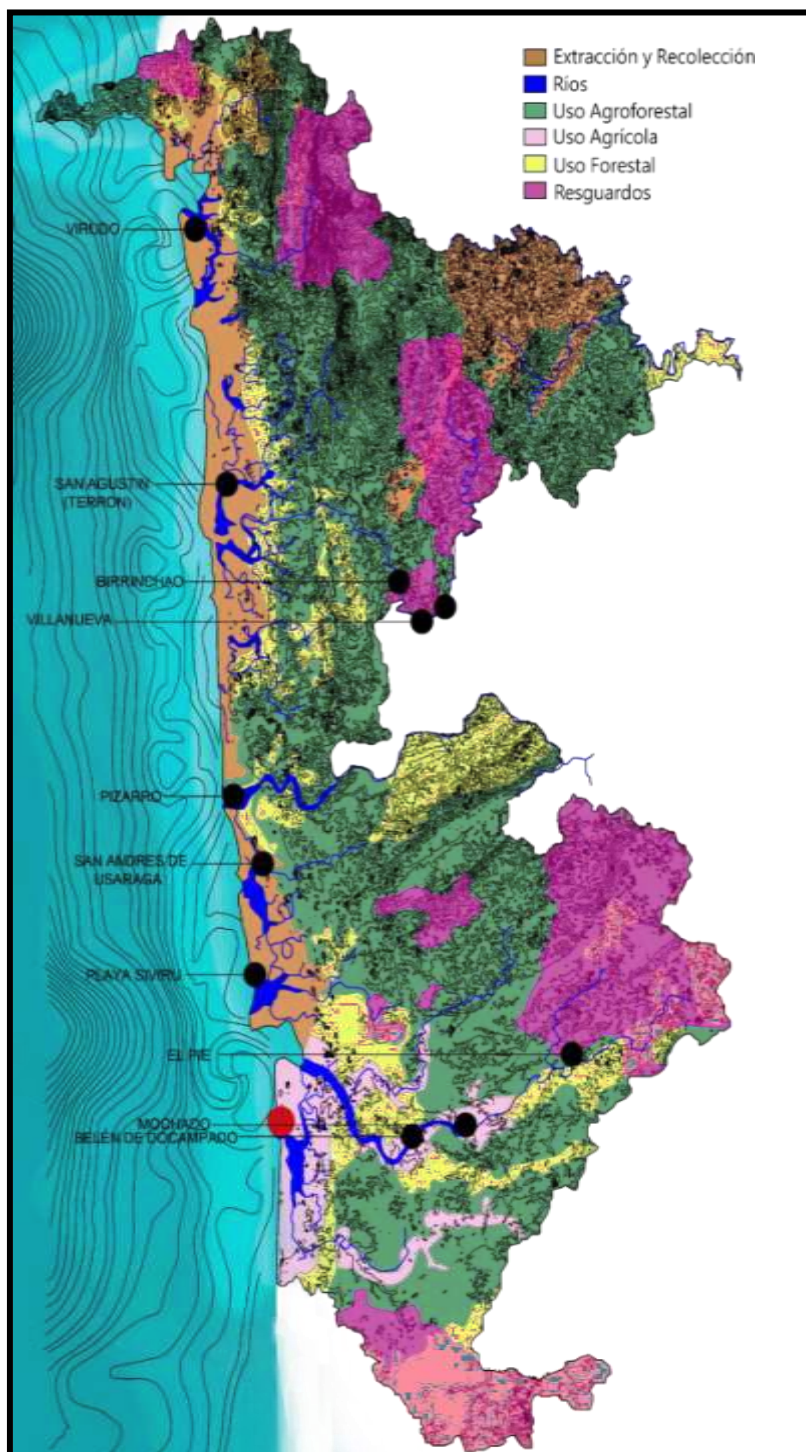 Extracción y Recolección
Ríos
Uso Agroforestal
Uso Agrícola
Uso Forestal
Resguardos
VIRUDO
SAN AGUSTIN
(TERRON)
BIRRINCHAO
VILLANUEVA
PIZARRO
SAN ANDRES DE
USARAGA
PLAYA SIVIRU
EL PIE
MOCHADO
BELEN DE DOCAMPADO